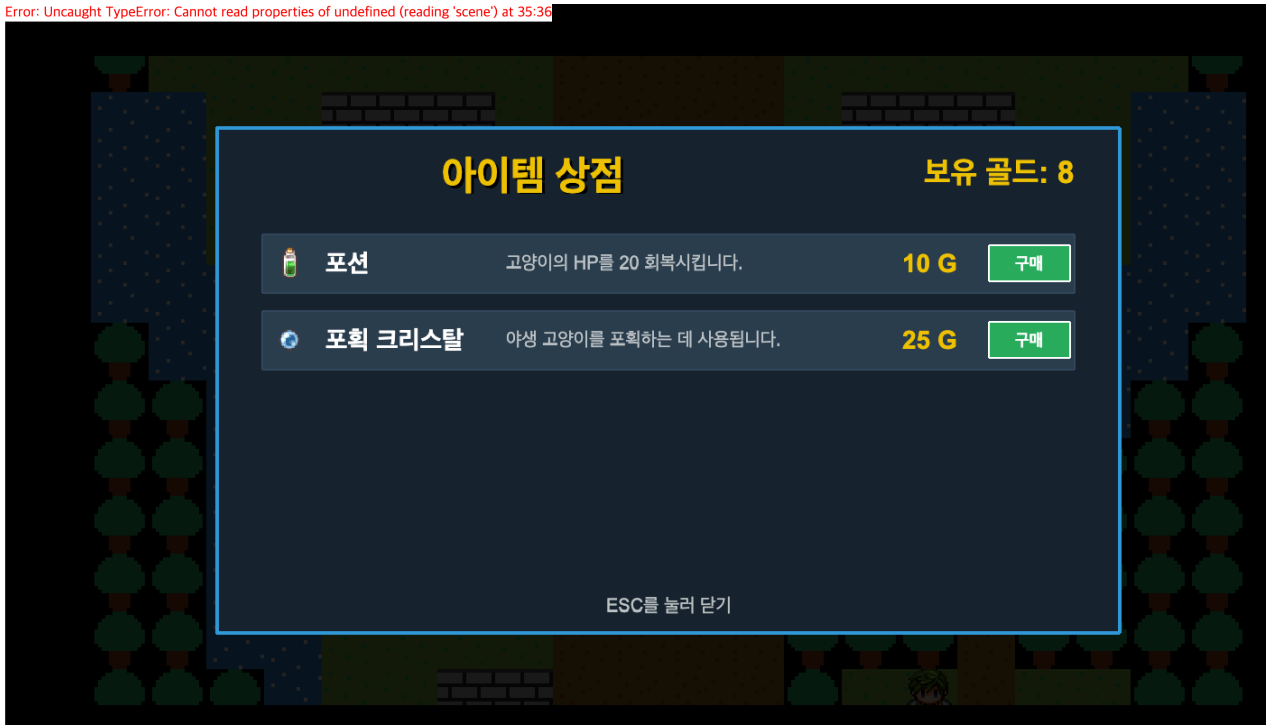 Error: Uncaught TypeError: Cannot read properties of undefined (reading 'scene') at 35:36
아이템 상점
보유 골드: 8
포션 고양이의 HP를 20 회복시킵니다. 10 G 구매
포획 크리스탈 야생 고양이를 포획하는 데 사용됩니다. 25 G 구매
ESC를 눌러 닫기